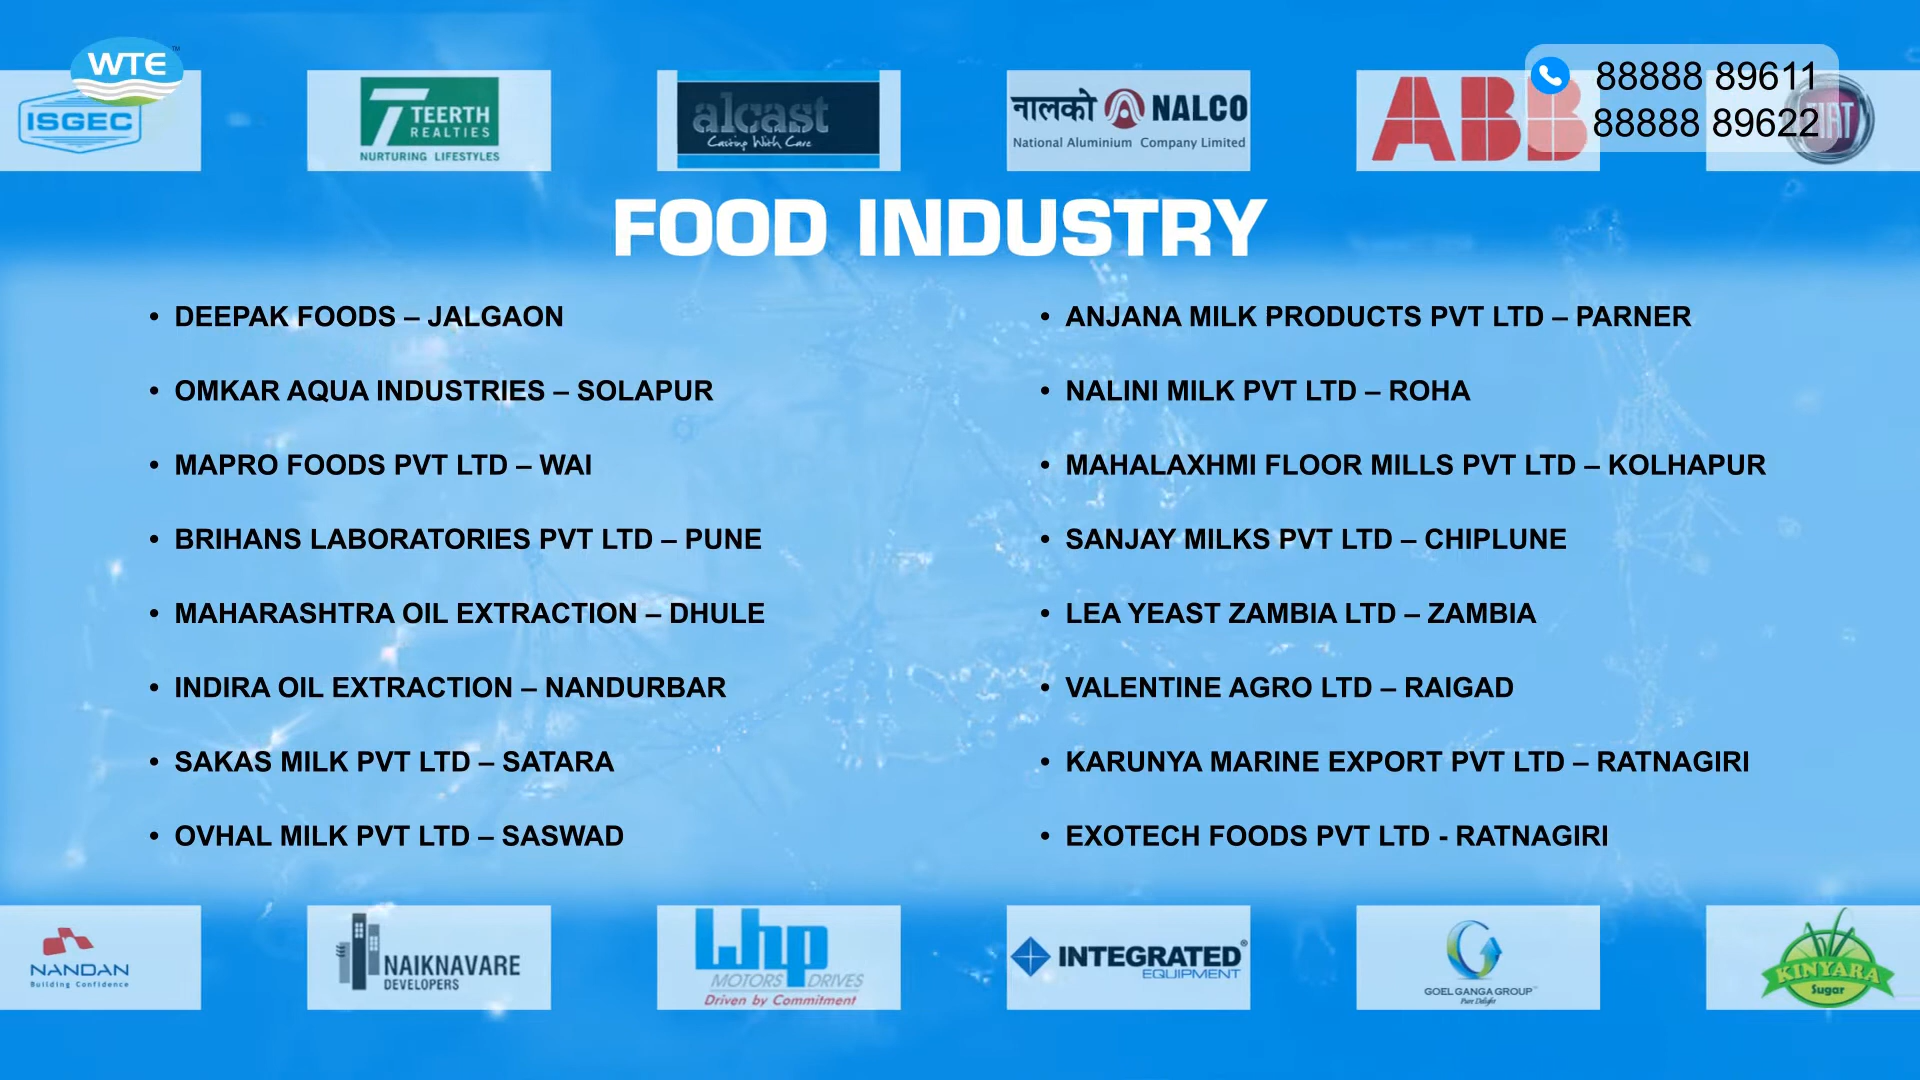 WTE
TM
ISGEC
TEERTH
REALTIES
NURTURING LIFESTYLES
alcast
Casting With Care
नालको NALCO
National Aluminium Company Limited
ABB
FIAT
88888 89611
88888 89622
FOOD INDUSTRY
• DEEPAK FOODS – JALGAON
• OMKAR AQUA INDUSTRIES – SOLAPUR
• MAPRO FOODS PVT LTD – WAI
• BRIHANS LABORATORIES PVT LTD – PUNE
• MAHARASHTRA OIL EXTRACTION – DHULE
• INDIRA OIL EXTRACTION – NANDURBAR
• SAKAS MILK PVT LTD – SATARA
• OVHAL MILK PVT LTD – SASWAD
• ANJANA MILK PRODUCTS PVT LTD – PARNER
• NALINI MILK PVT LTD – ROHA
• MAHALAXHMI FLOOR MILLS PVT LTD – KOLHAPUR
• SANJAY MILKS PVT LTD – CHIPLUNE
• LEA YEAST ZAMBIA LTD – ZAMBIA
• VALENTINE AGRO LTD – RAIGAD
• KARUNYA MARINE EXPORT PVT LTD – RATNAGIRI
• EXOTECH FOODS PVT LTD - RATNAGIRI
NANDAN
Building Confidence
NAIKNAVARE
DEVELOPERS
bhp
MOTORS DRIVES
Driven by Commitment
INTEGRATED®
EQUIPMENT
GOEL GANGA GROUP
Pure Delight
KINYARA
Sugar